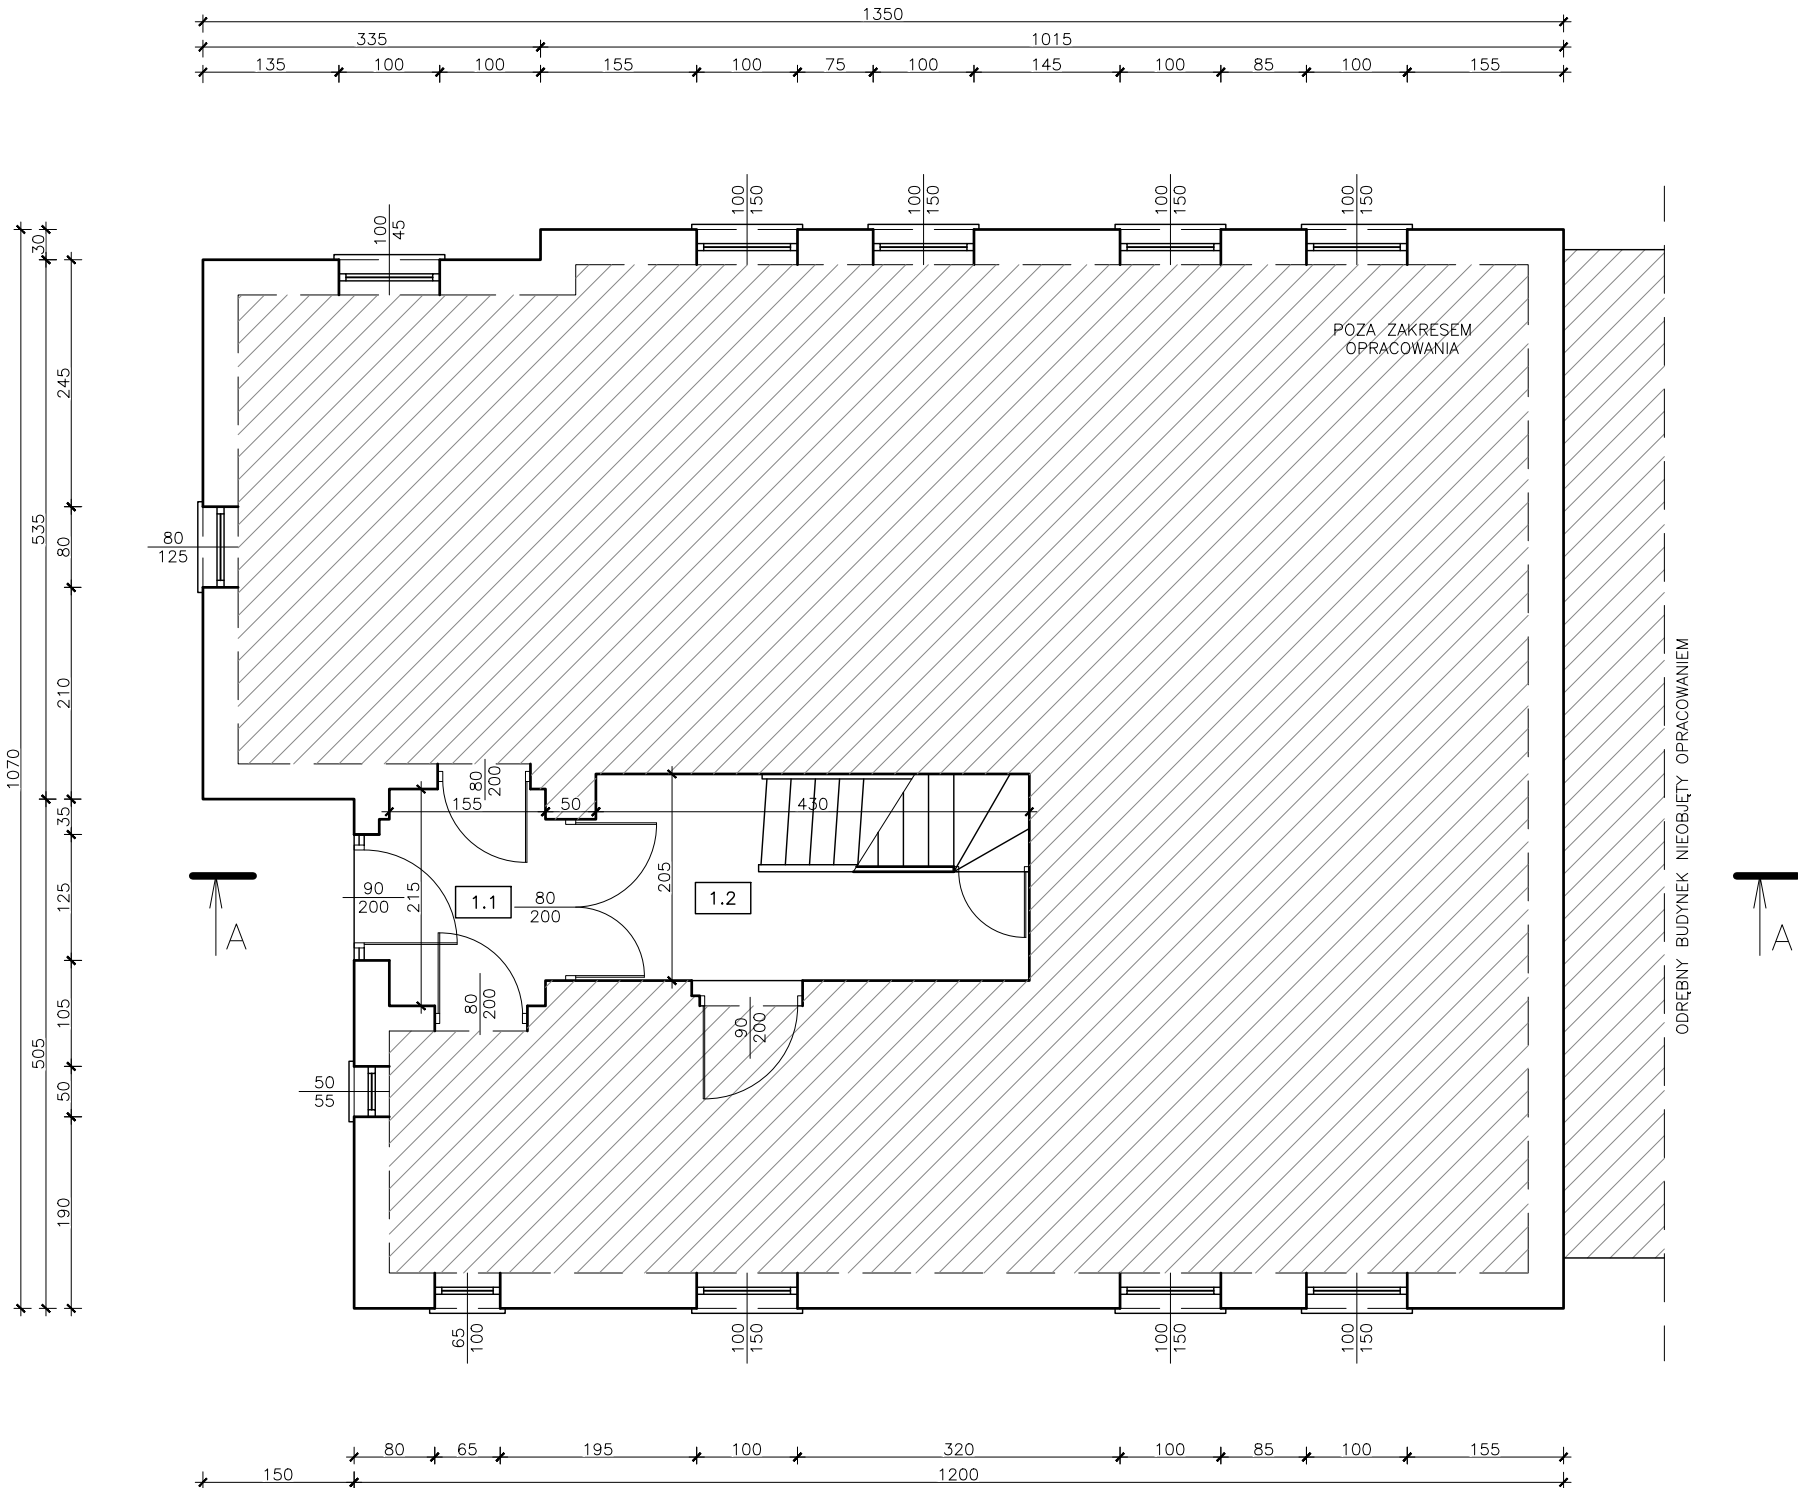 1350
335 1015
135 100 100 155 100 75 100 145 100 85 100 155
100 45
100 150
100 150
100 150
100 150
1070
30 535 505
245 80 210 35 125 105 50 190
POZA ZAKRESEM
OPRACOWANIA
80
125
80 200
155 50 430
90
200
215
1.1
80
200
205
1.2
A
A
80 200
90 200
50
55
ODRĘBNY BUDYNEK NIEOBJĘTY OPRACOWANIEM
65 100
100 150
100 150
100 150
80 65 195 100 320 100 85 100 155
150 1200